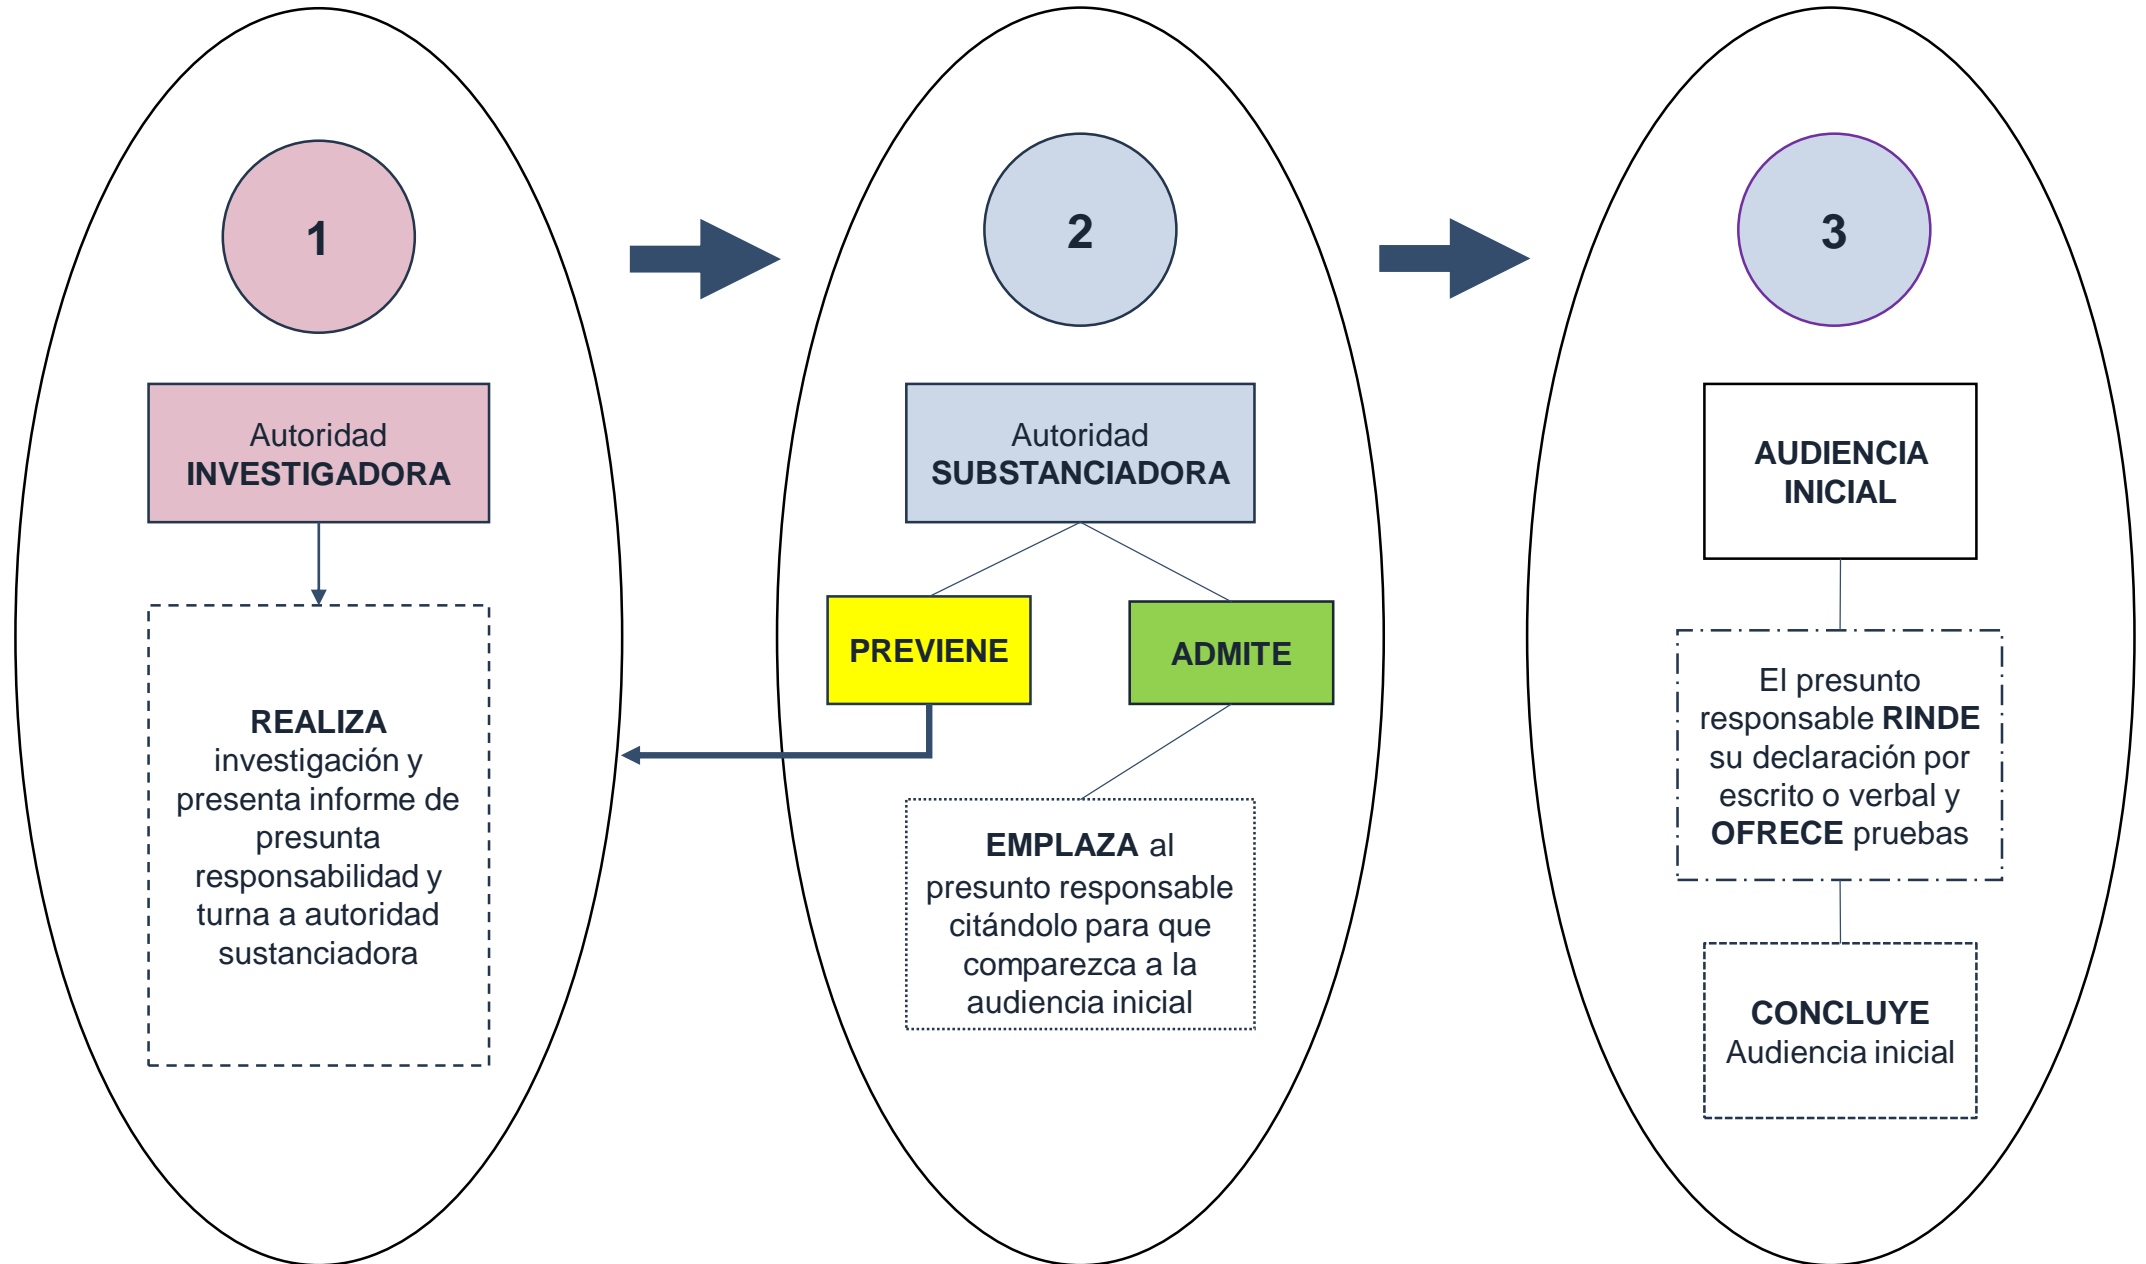 1
Autoridad
INVESTIGADORA
REALIZA
investigación y
presenta informe de
presunta
responsabilidad y
turna a autoridad
sustanciadora
2
Autoridad
SUBSTANCIADORA
PREVIENE
ADMITE
EMPLAZA al
presunto responsable
citándolo para que
comparezca a la
audiencia inicial
3
AUDIENCIA
INICIAL
El presunto
responsable RINDE
su declaración por
escrito o verbal y
OFRECE pruebas
CONCLUYE
Audiencia inicial